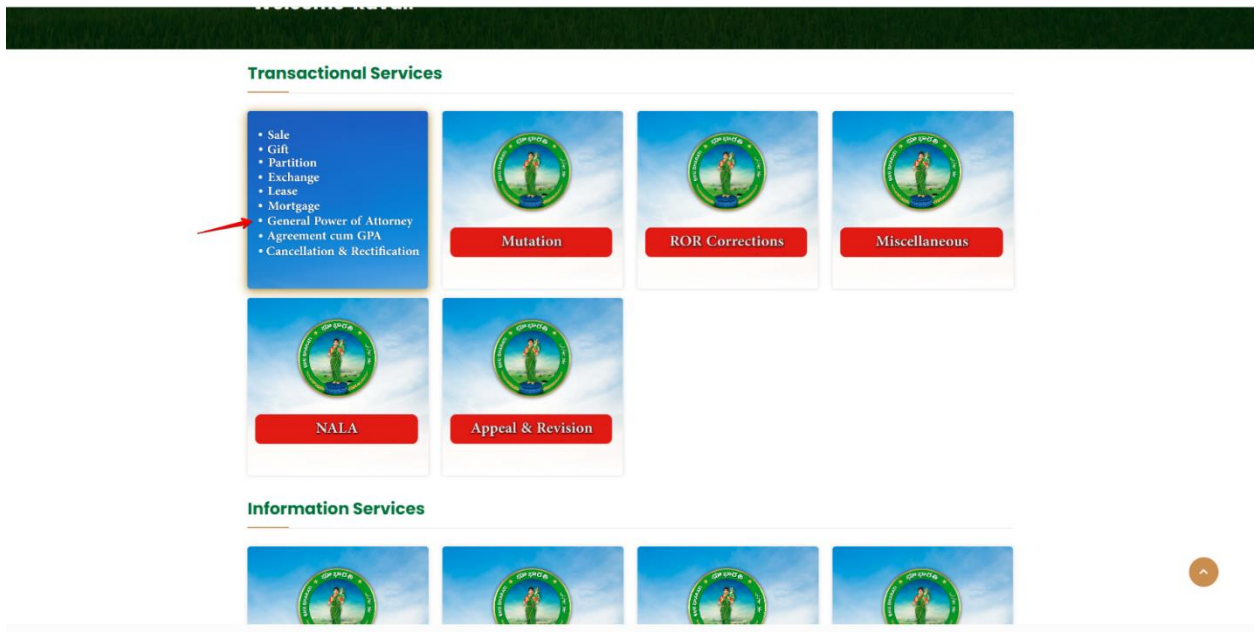 Transactional Services
• Sale
• Gift
• Partition
• Exchange
• Lease
• Mortgage
• General Power of Attorney
• Agreement cum GPA
• Cancellation & Rectification
Mutation
ROR Corrections
Miscellaneous
NALA
Appeal & Revision
Information Services